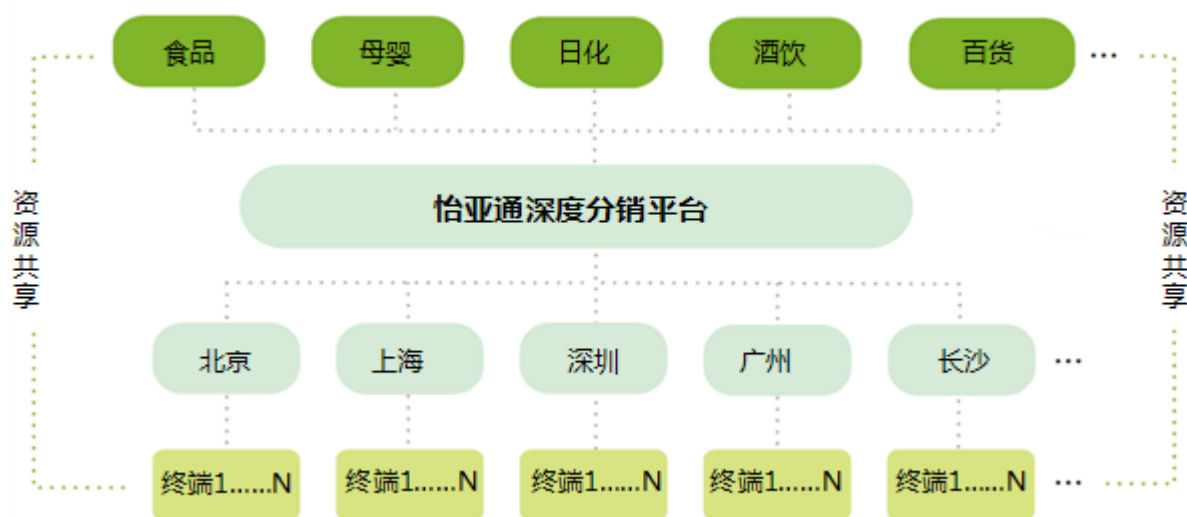 食品 母婴 日化 酒饮 百货 ...
资源共享 资源共享
怡亚通深度分销平台
北京 上海 深圳 广州 长沙 ...
终端1......N 终端1......N 终端1......N 终端1......N 终端1......N ...